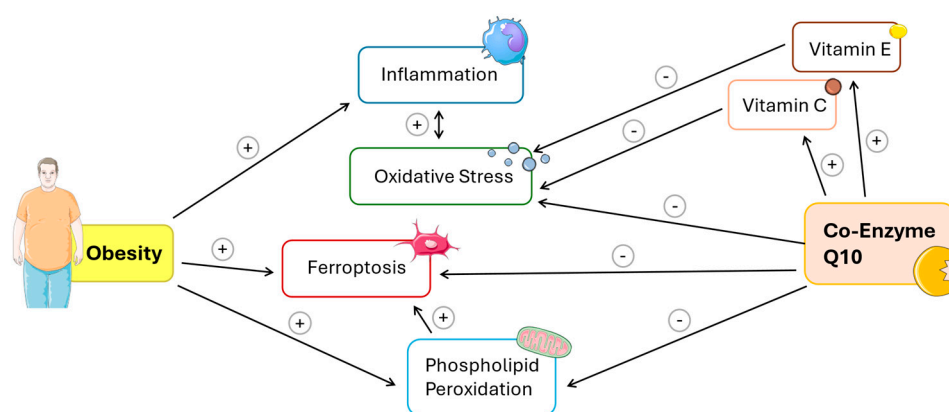 Inflammation
Vitamin E
Vitamin C
-
-
+
+
+
+
Oxidative Stress
-
Co-Enzyme
Q10
Obesity
+
Ferroptosis
-
+
+
-
Phospholipid
Peroxidation